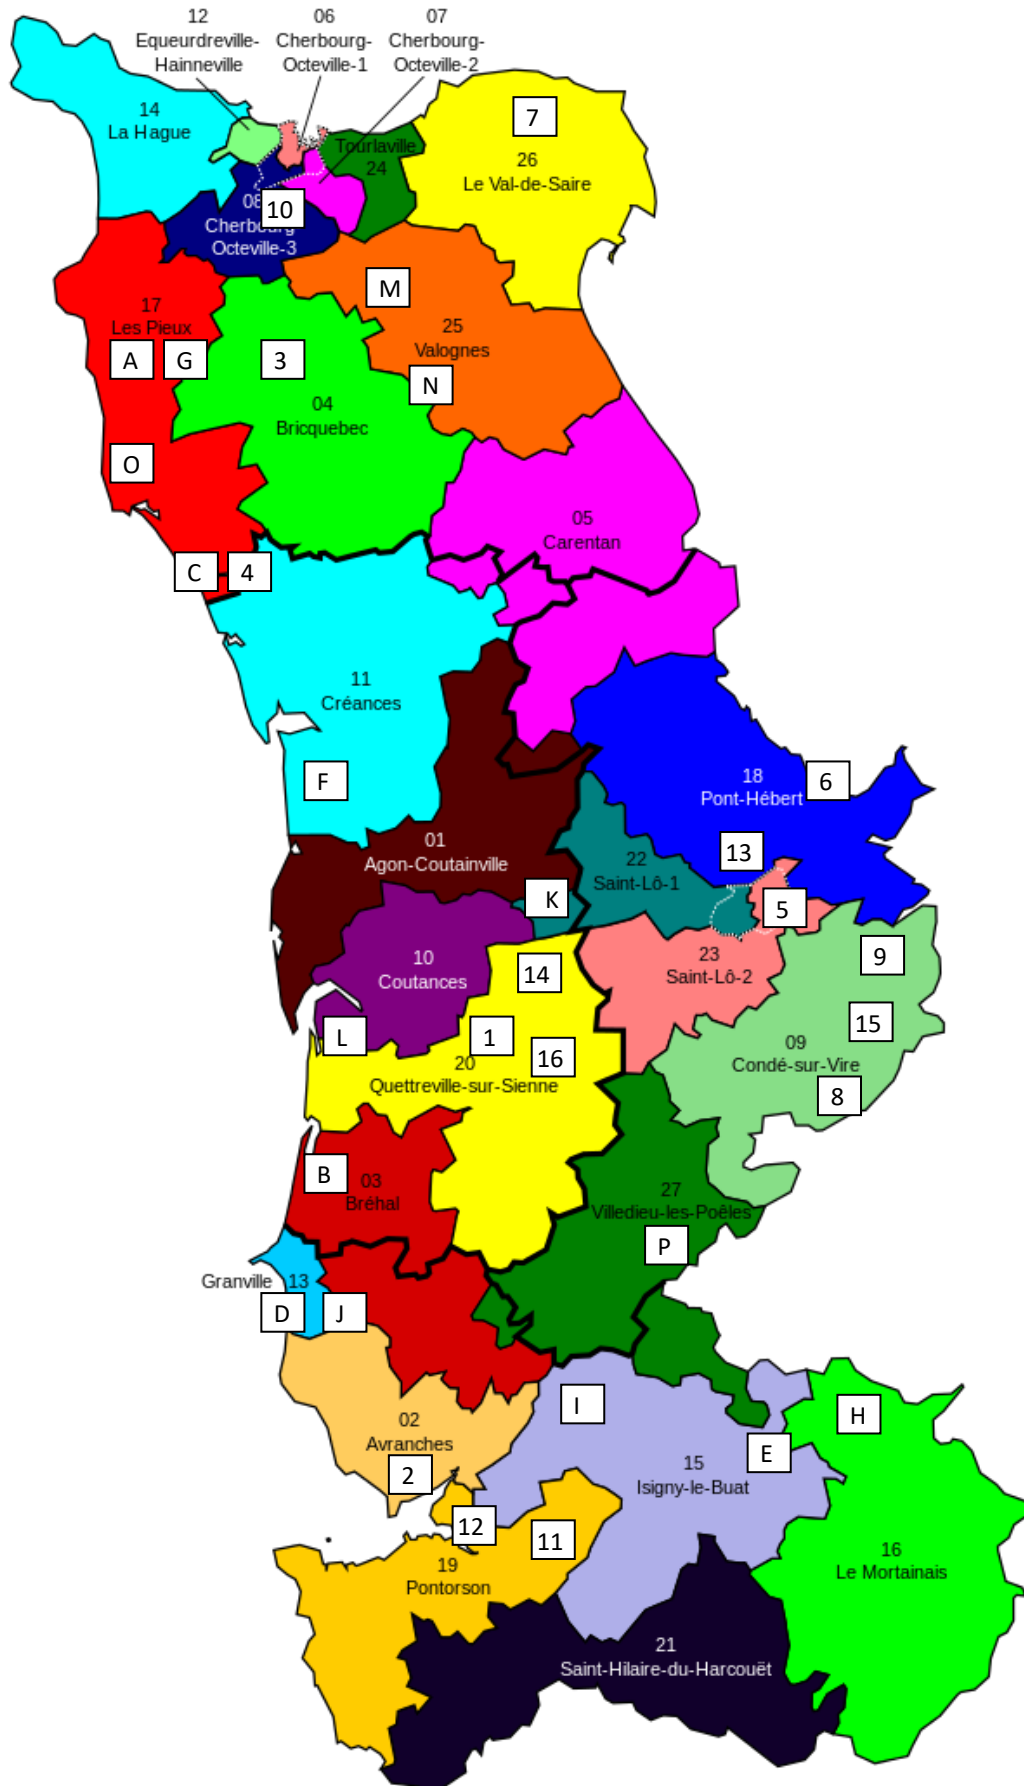 12
Equeurdreville-
Hainneville
06
Cherbourg-
Octeville-1
07
Cherbourg-
Octeville-2
14
La Hague
7
Tourlaville
24
26
Le Val-de-Saire
08
10
Cherbourg-
Octeville-3
M
17
Les Pieux
25
Valognes
A
G
3
N
04
Bricquebec
O
05
Carentan
C
4
11
Créances
F
18
Pont-Hébert
6
01
Agon-Coutainville
13
22
Saint-Lô-1
K
5
10
Coutances
14
23
Saint-Lô-2
9
L
1
15
20
16
Quettreville-sur-Sienne
09
Condé-sur-Vire
8
B
03
Bréhal
27
Villedieu-les-Poêles
P
Granville 13
D
J
I
H
02
Avranches
E
2
15
Isigny-le-Buat
12
11
19
Pontorson
16
Le Mortainais
21
Saint-Hilaire-du-Harcouët